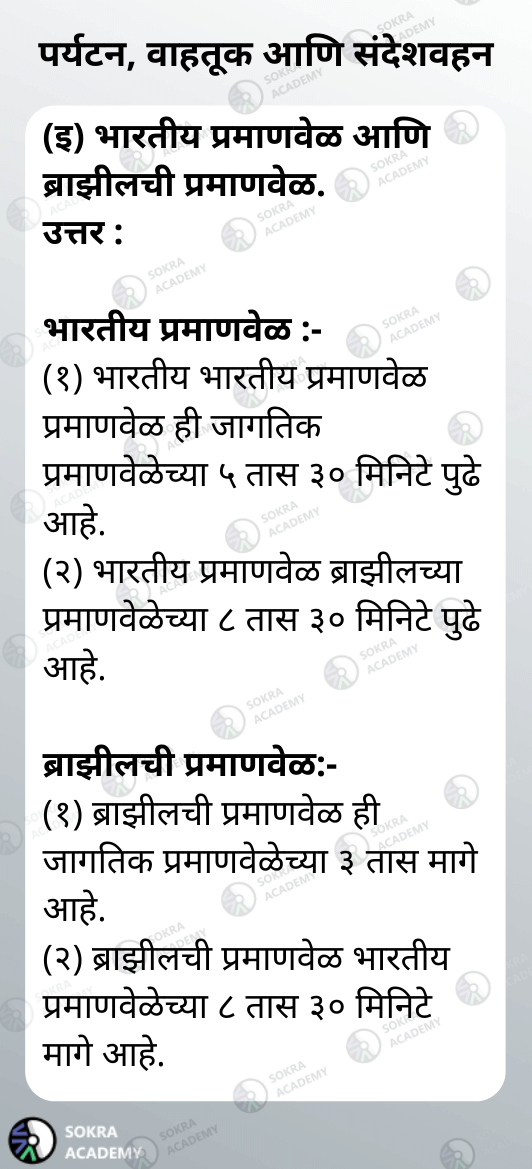 पर्यटन, वाहतूक आणि संदेशवहन
(इ) भारतीय प्रमाणवेळ आणि
ब्राझीलची प्रमाणवेळ.
उत्तर :
भारतीय प्रमाणवेळ :-
(१) भारतीय भारतीय प्रमाणवेळ
प्रमाणवेळ ही जागतिक
प्रमाणवेळेच्या ५ तास ३० मिनिटे पुढे
आहे.
(२) भारतीय प्रमाणवेळ ब्राझीलच्या
प्रमाणवेळेच्या ८ तास ३० मिनिटे पुढे
आहे.
ब्राझीलची प्रमाणवेळ:-
(१) ब्राझीलची प्रमाणवेळ ही
जागतिक प्रमाणवेळेच्या ३ तास मागे
आहे.
(२) ब्राझीलची प्रमाणवेळ भारतीय
प्रमाणवेळेच्या ८ तास ३० मिनिटे
मागे आहे.
SOKRA
ACADEMY